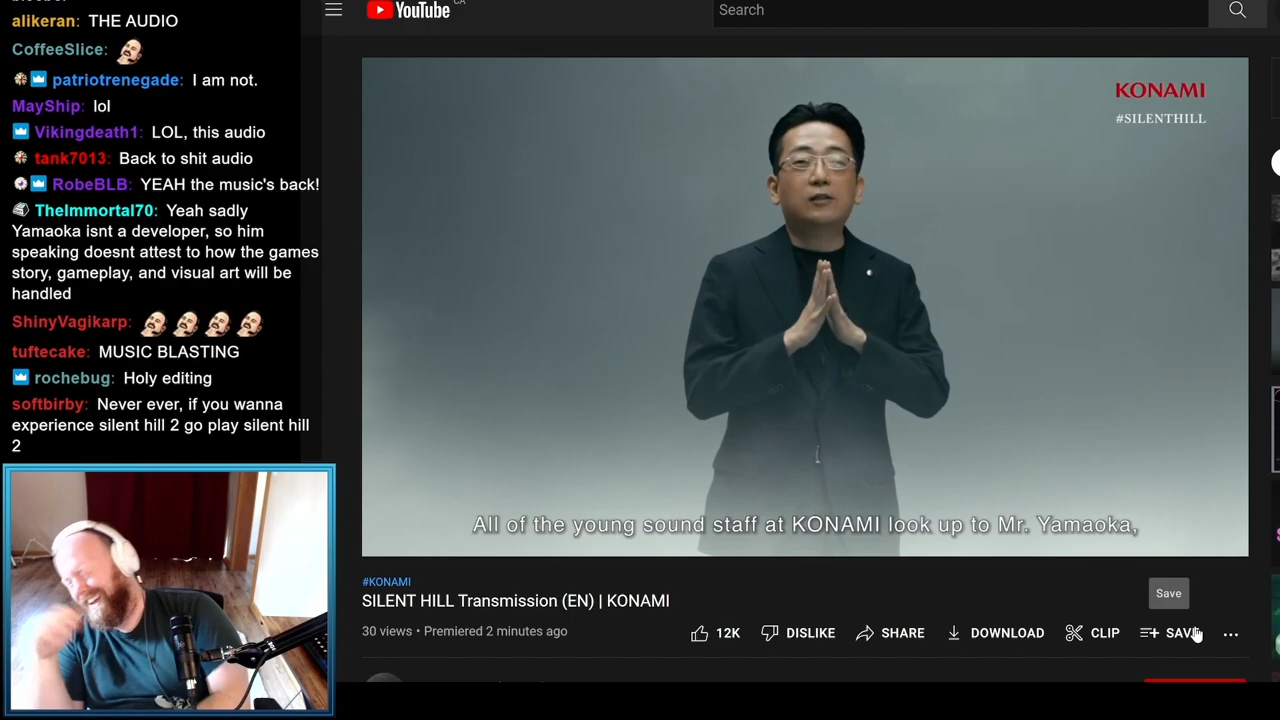 alikeran: THE AUDIO
CoffeeSlice:
patriotrenegade: I am not.
MayShip: lol
Vikingdeath1: LOL, this audio
tank7013: Back to shit audio
RobeBLB: YEAH the music's back!
TheImmortal70: Yeah sadly
Yamaoka isnt a developer, so him
speaking doesnt attest to how the games
story, gameplay, and visual art will be
handled
ShinyVagikarp:
tuftecake: MUSIC BLASTING
rochebug: Holy editing
softbirby: Never ever, if you wanna
experience silent hill 2 go play silent hill
2
YouTube CA
Search
KONAMI
#SILENTHILL
All of the young sound staff at KONAMI look up to Mr. Yamaoka,
#KONAMI
SILENT HILL Transmission (EN) | KONAMI
Save
30 views • Premiered 2 minutes ago
12K DISLIKE SHARE DOWNLOAD CLIP SAVE